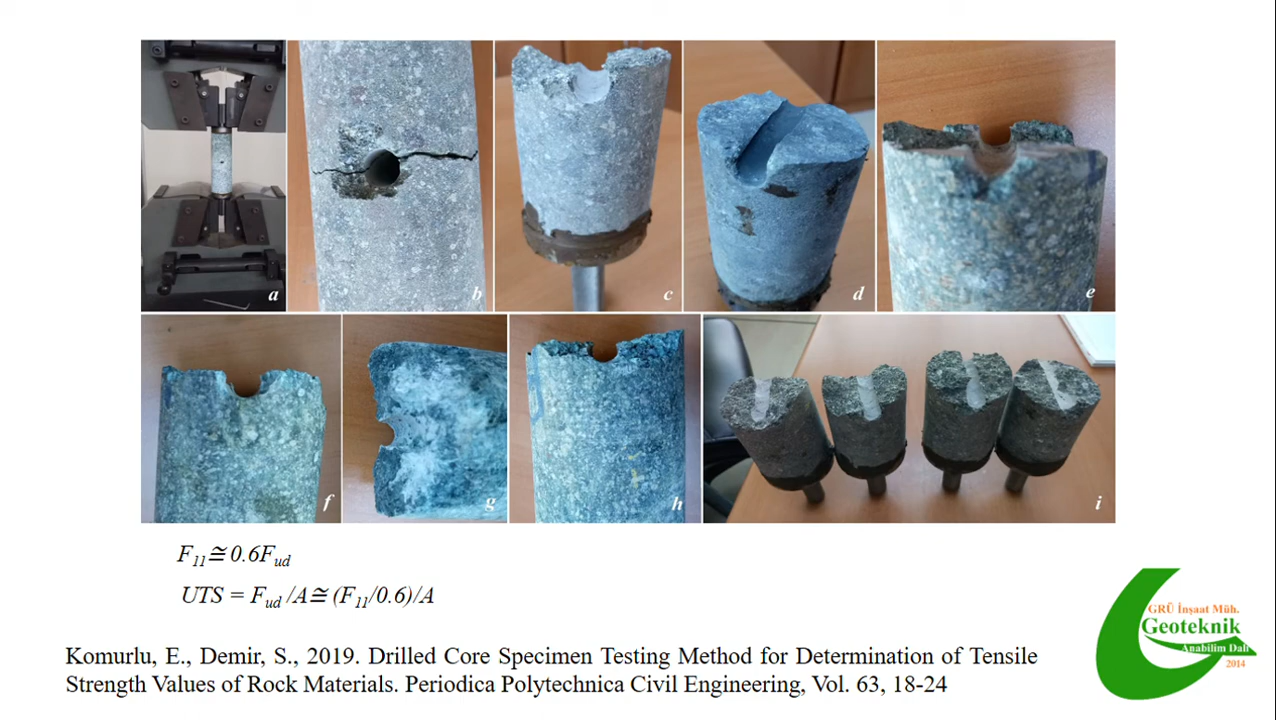 a
b
c
d
e
f
g
h
i
F11≅0.6Fud
UTS = Fud /A≅ (F11/0.6)/A
Komurlu, E., Demir, S., 2019. Drilled Core Specimen Testing Method for Determination of Tensile
Strength Values of Rock Materials. Periodica Polytechnica Civil Engineering, Vol. 63, 18-24
GRÜ İnşaat Müh.
Geoteknik
Anabilim Dalı
2014